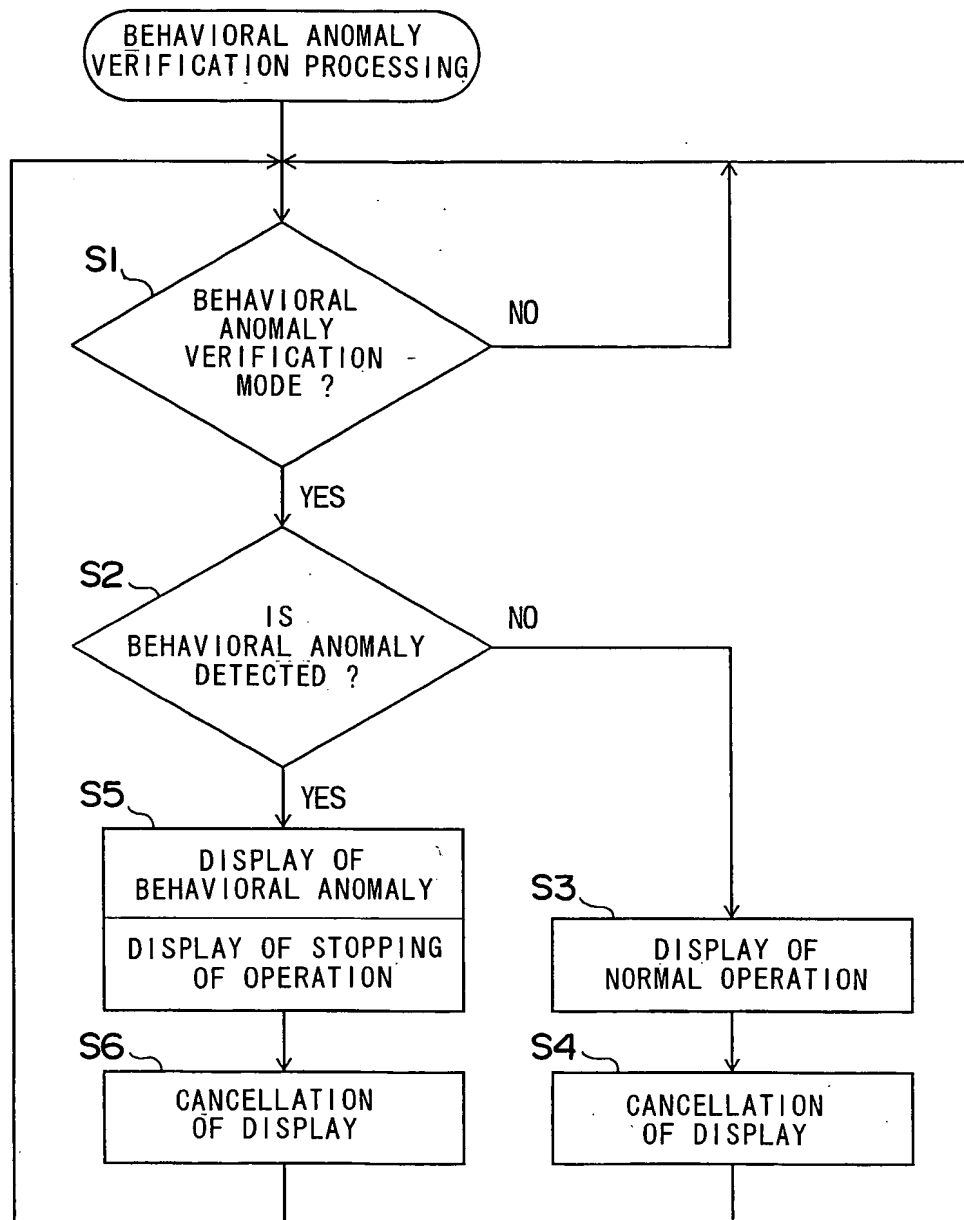 BEHAVIORAL ANOMALY
VERIFICATION PROCESSING
S1
BEHAVIORAL
ANOMALY
VERIFICATION
MODE ?
NO
YES
S2
IS
BEHAVIORAL ANOMALY
DETECTED ?
NO
YES
S5
DISPLAY OF
BEHAVIORAL ANOMALY
DISPLAY OF STOPPING
OF OPERATION
S3
DISPLAY OF
NORMAL OPERATION
S6
CANCELLATION
OF DISPLAY
S4
CANCELLATION
OF DISPLAY